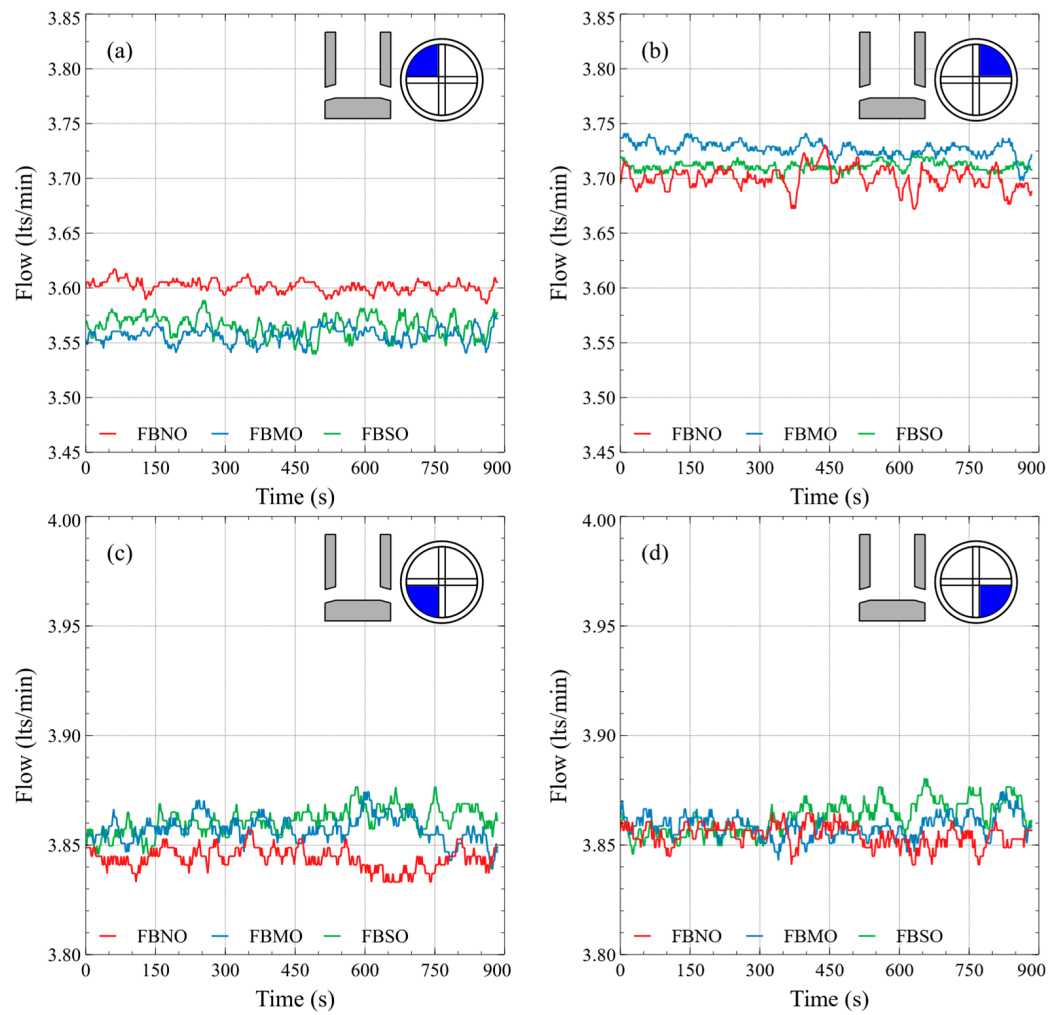 (a)
3.85
3.80
3.75
3.70
3.65
3.60
3.55
3.50
3.45
Flow (lts/min)
FBNO FBMO FBSO
0 150 300 450 600 750 900
Time (s)
(b)
3.85
3.80
3.75
3.70
3.65
3.60
3.55
3.50
3.45
Flow (lts/min)
FBNO FBMO FBSO
0 150 300 450 600 750 900
Time (s)
(c)
4.00
3.95
3.90
3.85
3.80
Flow (lts/min)
FBNO FBMO FBSO
0 150 300 450 600 750 900
Time (s)
(d)
4.00
3.95
3.90
3.85
3.80
Flow (lts/min)
FBNO FBMO FBSO
0 150 300 450 600 750 900
Time (s)